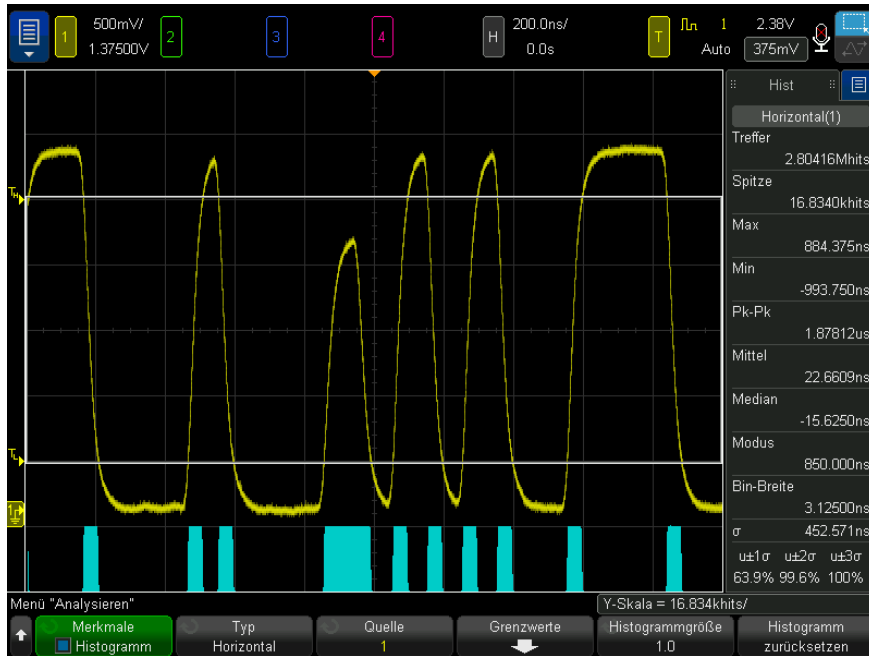 1 500mV/ 2 3 4 H 200.0ns/ T 1 2.38V
1.37500V 0.0s Auto 375mV
Hist
Horizontal(1)
Treffer
2.80416Mhits
Spitze
16.8340khits
Max
884.375ns
Min
-993.750ns
Pk-Pk
1.87812us
Mittel
22.6609ns
Median
-15.6250ns
Modus
850.000ns
Bin-Breite
3.12500ns
σ 452.571ns
u±1σ u±2σ u±3σ
63.9% 99.6% 100%
TH
TL
1
Menü "Analysieren" Y-Skala = 16.834khits/
Merkmale Typ Quelle Grenzwerte Histogrammgröße Histogramm
Histogramm Horizontal 1 1.0 zurücksetzen